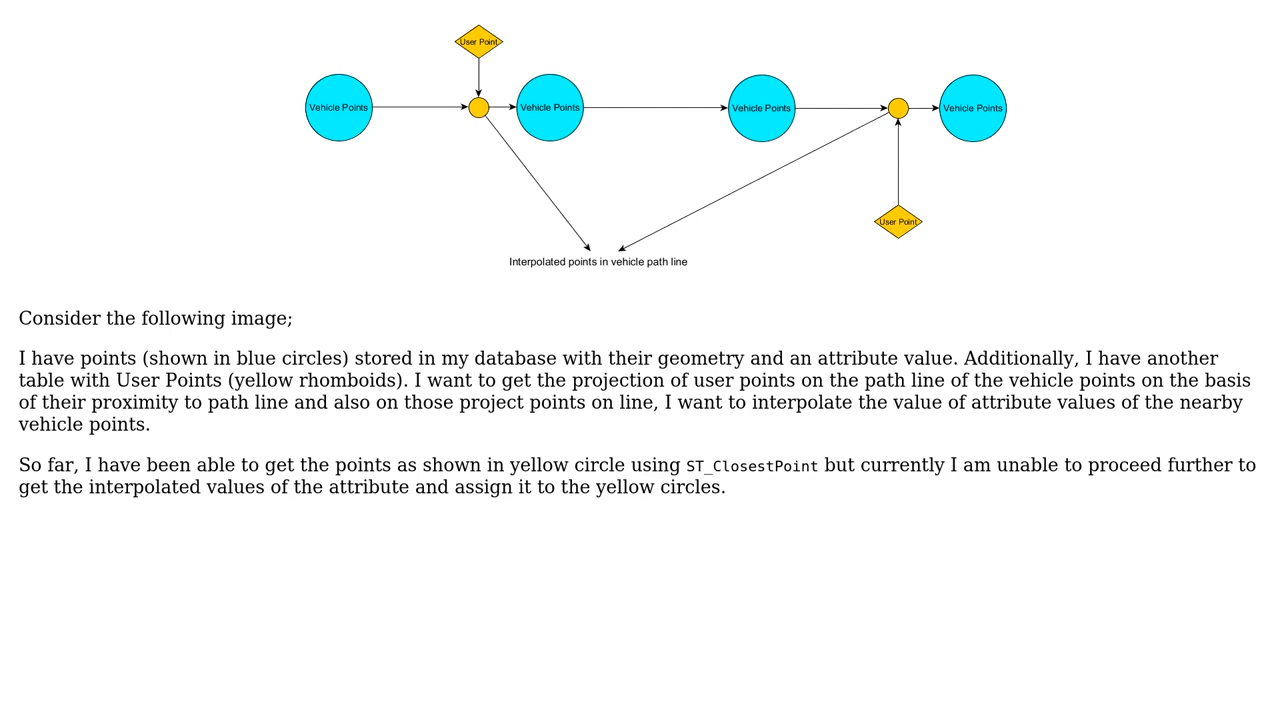 User Point
Vehicle Points
Vehicle Points
Vehicle Points
Vehicle Points
User Point
Interpolated points in vehicle path line
Consider the following image;
I have points (shown in blue circles) stored in my database with their geometry and an attribute value. Additionally, I have another
table with User Points (yellow rhomboids). I want to get the projection of user points on the path line of the vehicle points on the basis
of their proximity to path line and also on those project points on line, I want to interpolate the value of attribute values of the nearby
vehicle points.
So far, I have been able to get the points as shown in yellow circle using ST_ClosestPoint but currently I am unable to proceed further to
get the interpolated values of the attribute and assign it to the yellow circles.